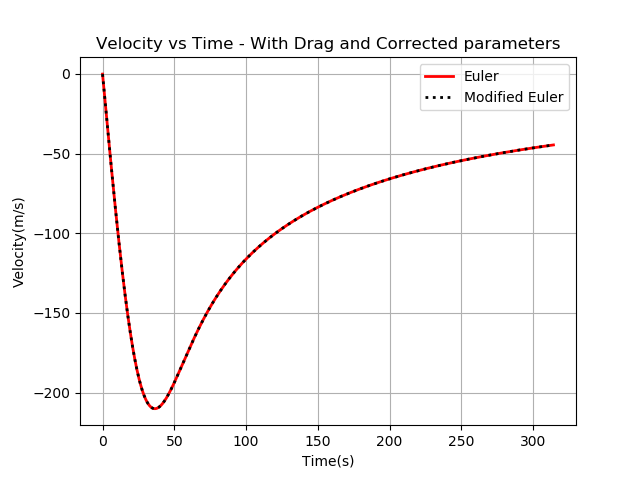 Velocity vs Time - With Drag and Corrected parameters
Euler
Modified Euler
0
−50
−100
−150
−200
Velocity(m/s)
0 50 100 150 200 250 300
Time(s)